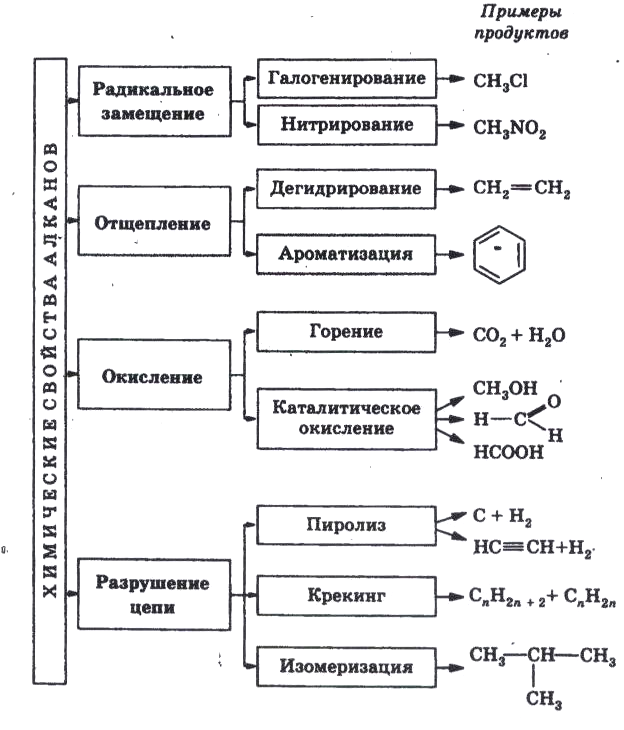 Примеры
продуктов
ХИМИЧЕСКИЕ СВОЙСТВА АЛКАНОВ
Радикальное
замещение
Галогенирование
CH₃Cl
Нитрирование
CH₃NO₂
Отщепление
Дегидрирование
CH₂=CH₂
Ароматизация
Окисление
Горение
CO₂ + H₂O
Каталитическое
окисление
CH₃OH
O
H—C
H
HCOOH
Разрушение
цепи
Пиролиз
C + H₂
HC≡CH+H₂
Крекинг
CₙH₂ₙ ₊ ₂ + CₙH₂ₙ
Изомеризация
CH₃—CH—CH₃
CH₃